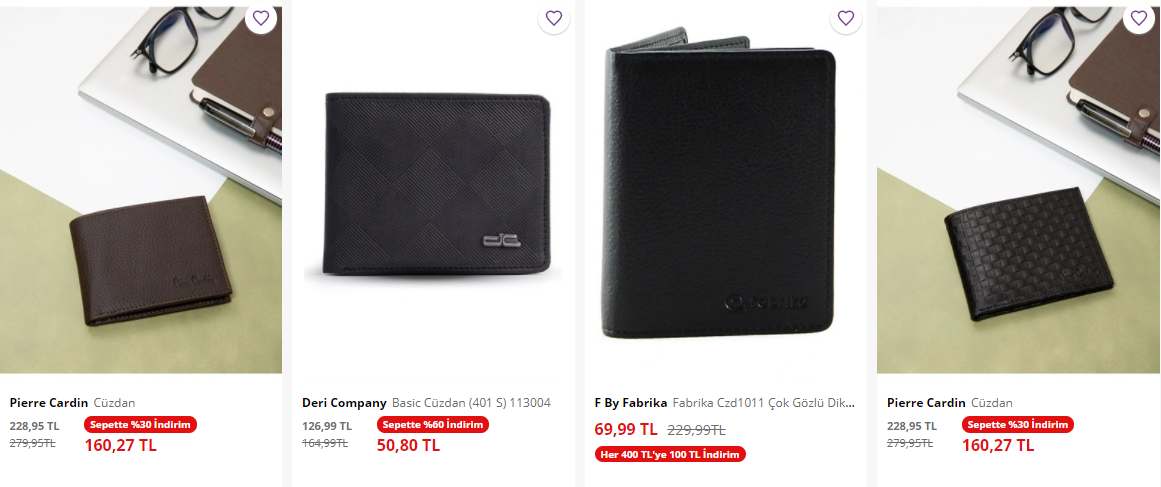 Pierre Cardin Cüzdan
228,95 TL
Sepette %30 İndirim
279,95TL
160,27 TL
Deri Company Basic Cüzdan (401 S) 113004
126,99 TL
Sepette %60 İndirim
164,99TL
50,80 TL
F By Fabrika Fabrika Czd1011 Çok Gözlü Dik...
69,99 TL 229,99TL
Her 400 TL'ye 100 TL İndirim
Pierre Cardin Cüzdan
228,95 TL
Sepette %30 İndirim
279,95TL
160,27 TL